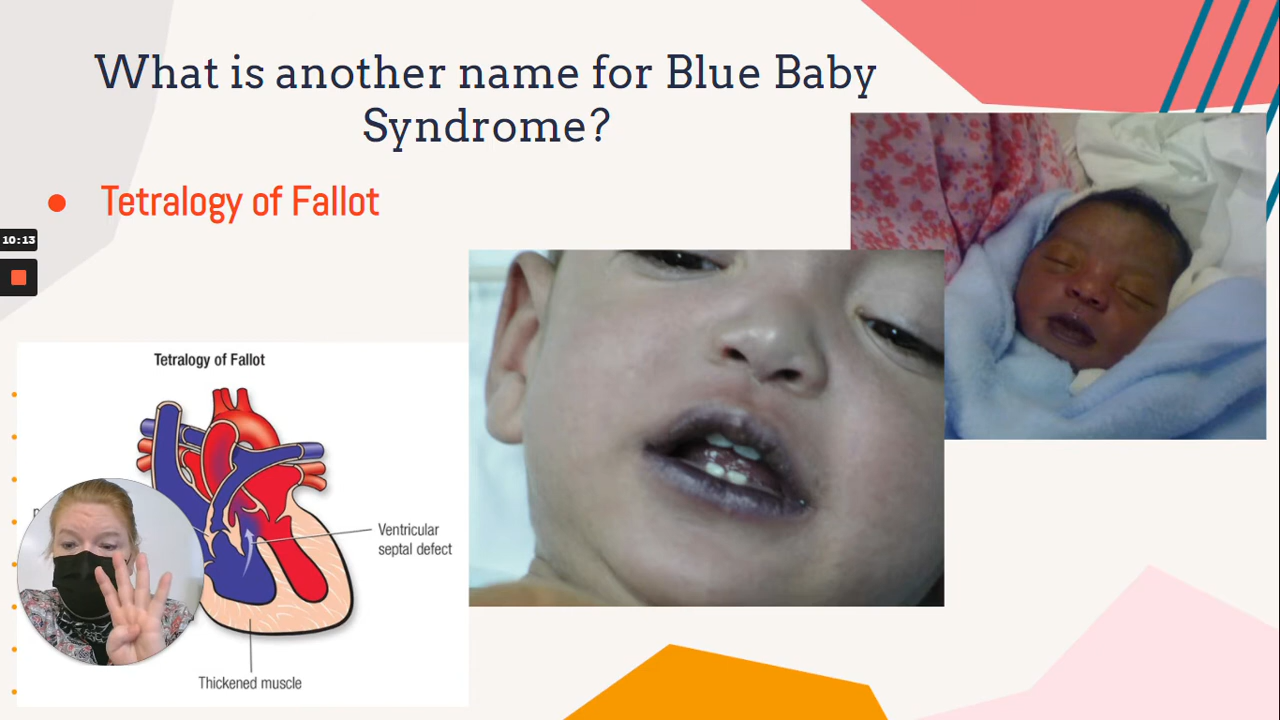 What is another name for Blue Baby
Syndrome?
● Tetralogy of Fallot
10:13
Tetralogy of Fallot
Ventricular
septal defect
Thickened muscle